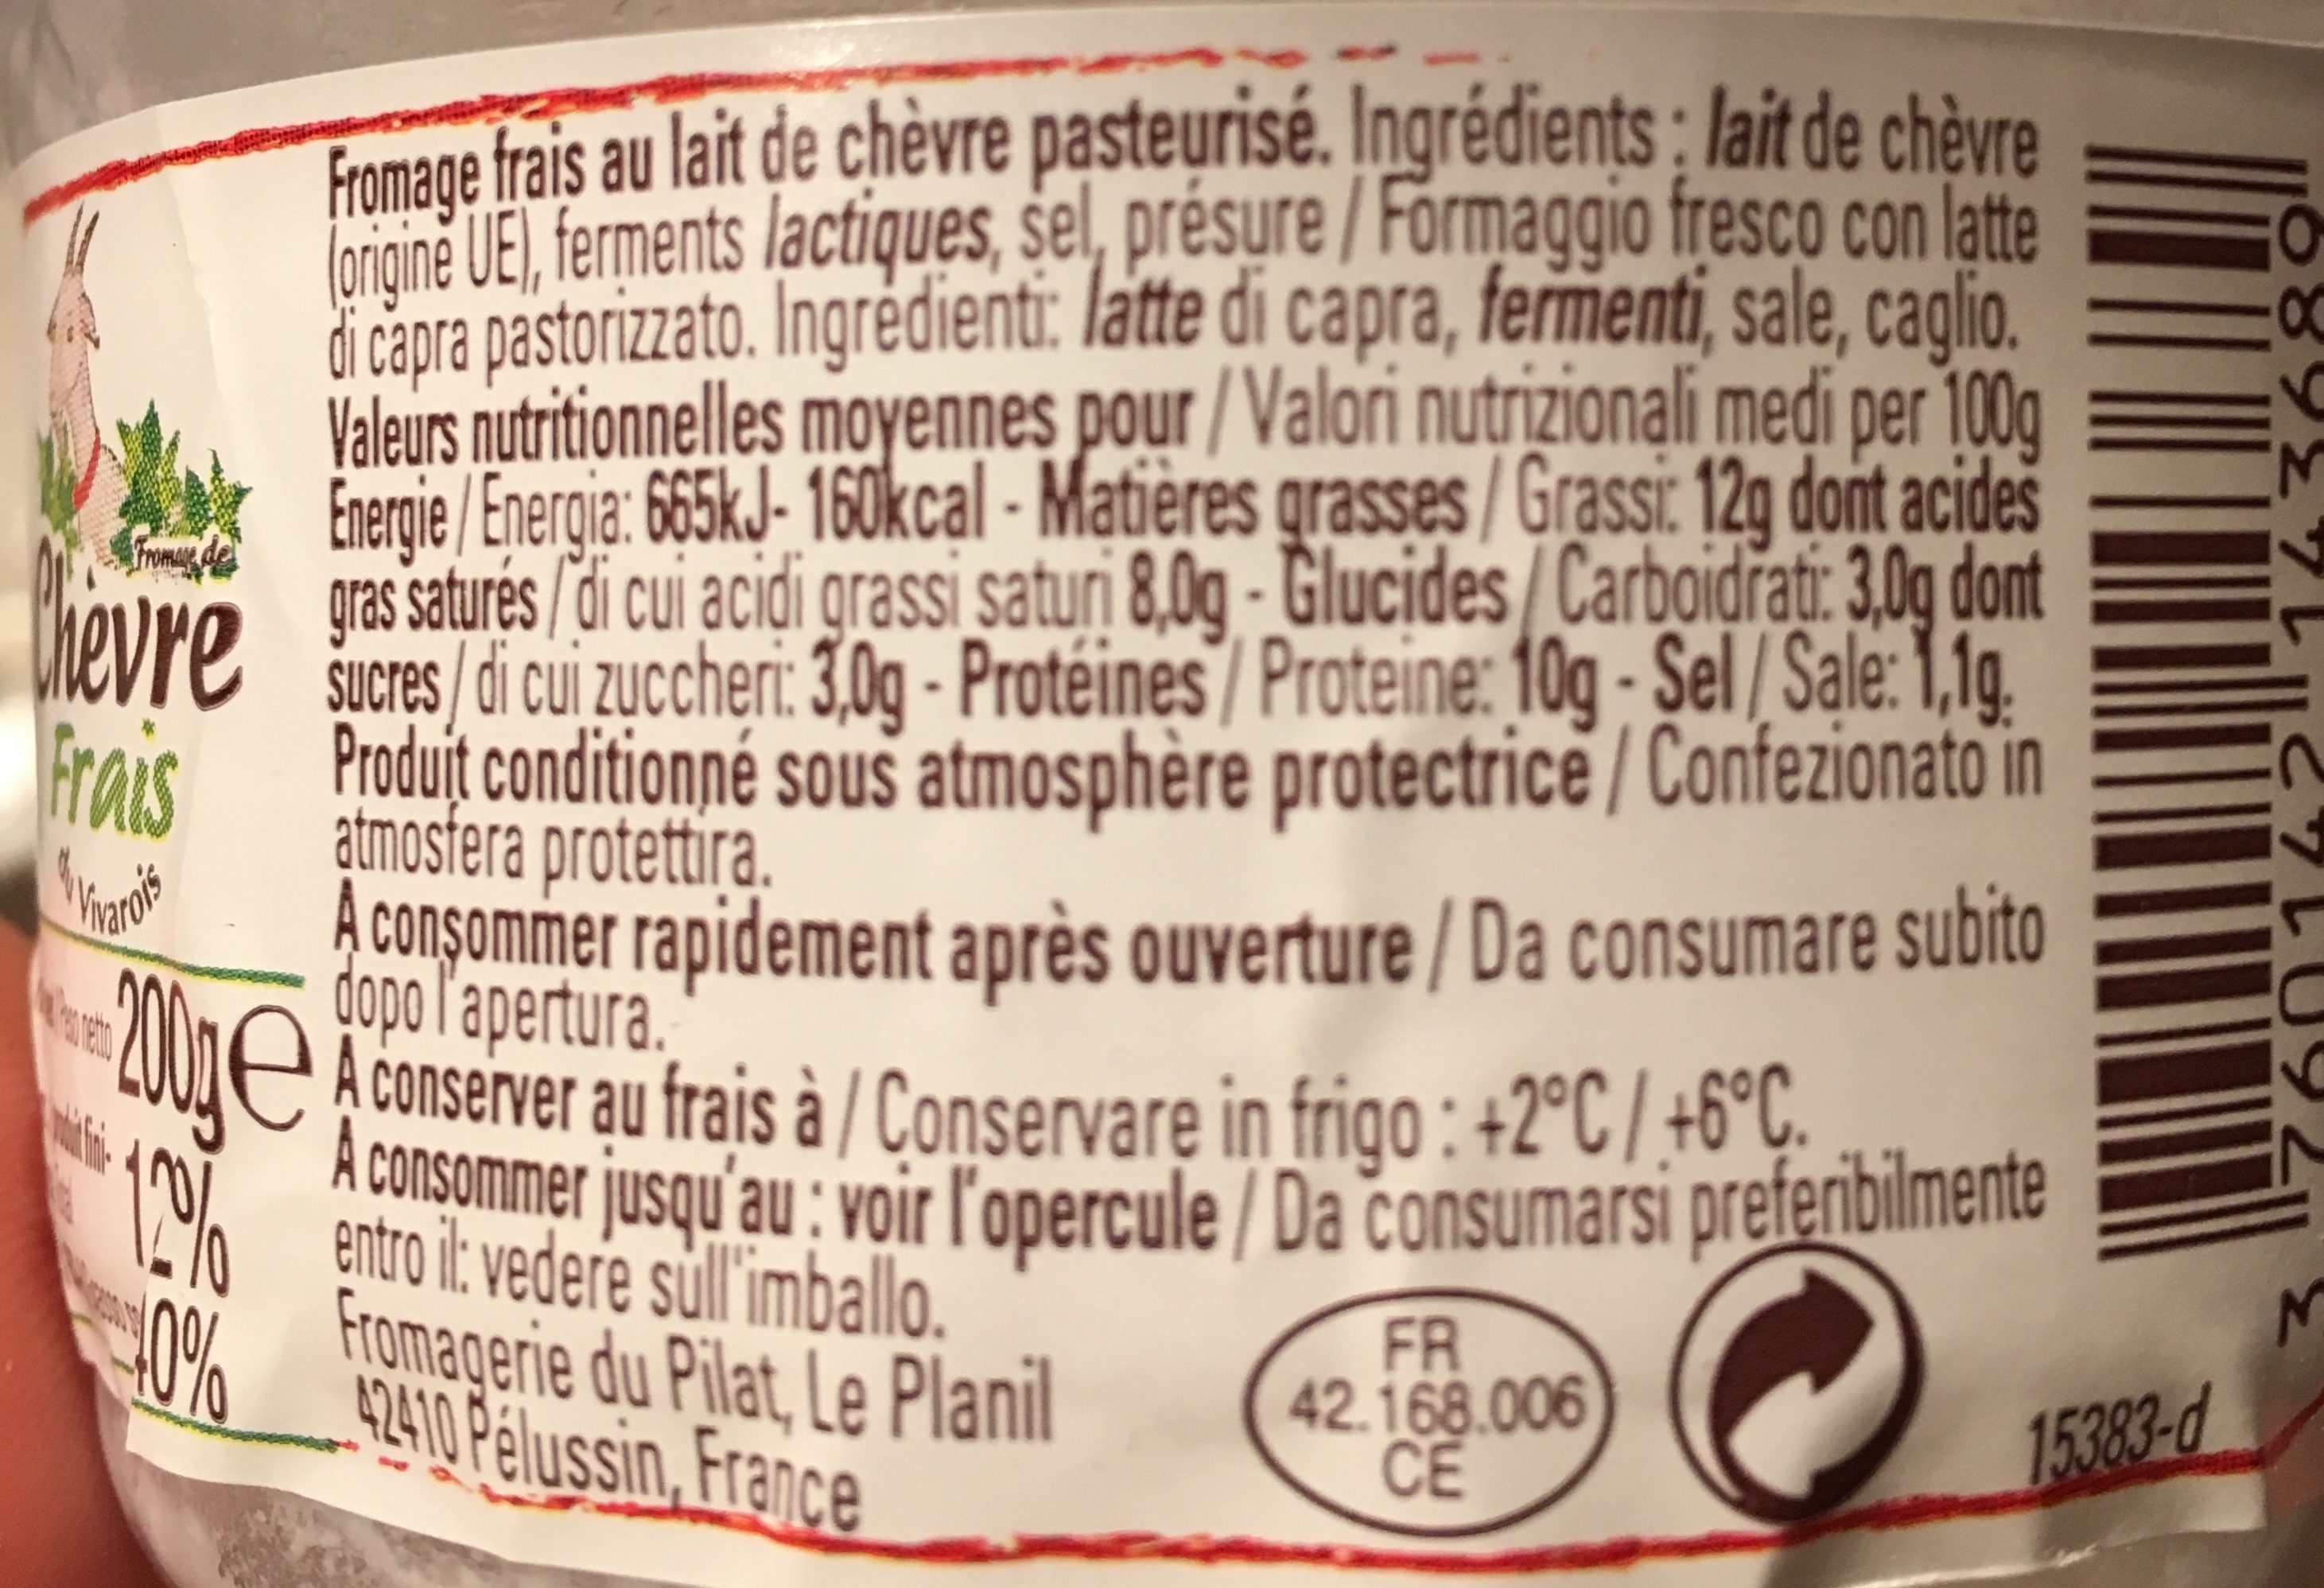 Fromage de
Chèvre
Frais
du Vivarois
Peso netto 200g e
produit fini- 12%
40%
Fromage frais au lait de chèvre pasteurisé. Ingrédients : lait de chèvre
(origine UE), ferments lactiques, sel, présure / Formaggio fresco con latte
di capra pastorizzato. Ingredienti: latte di capra, fermenti, sale, caglio.
Valeurs nutritionnelles moyennes pour / Valori nutrizionali medi per 100g
Energie / Energia: 665kJ- 160kcal - Matières grasses / Grassi: 12g dont acides
gras saturés / di cui acidi grassi saturi 8,0g - Glucides / Carboidrati: 3,0g dont
sucres / di cui zuccheri: 3,0g - Protéines / Proteine: 10g - Sel / Sale: 1,1g.
Produit conditionné sous atmosphère protectrice / Confezionato in
atmosfera protettira.
A consommer rapidement après ouverture / Da consumare subito
dopo l'apertura.
A conserver au frais à / Conservare in frigo : +2°C / +6°C.
A consommer jusqu'au : voir l'opercule / Da consumarsi preferibilmente
entro il: vedere sull'imballo.
Fromagerie du Pilat, Le Planil
42410 Pélussin, France
FR
42.168.006
CE
15383-d
3 760142 143689